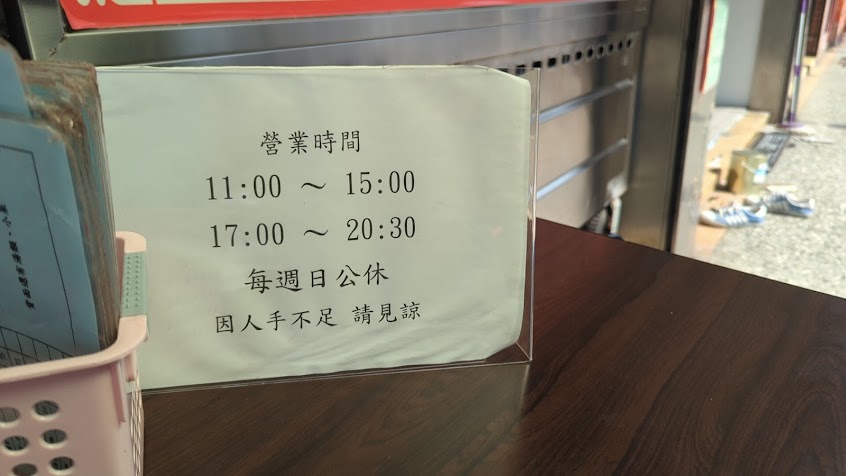 營業時間
11:00 ～ 15:00
17:00 ～ 20:30
每週日公休
因人手不足 請見諒